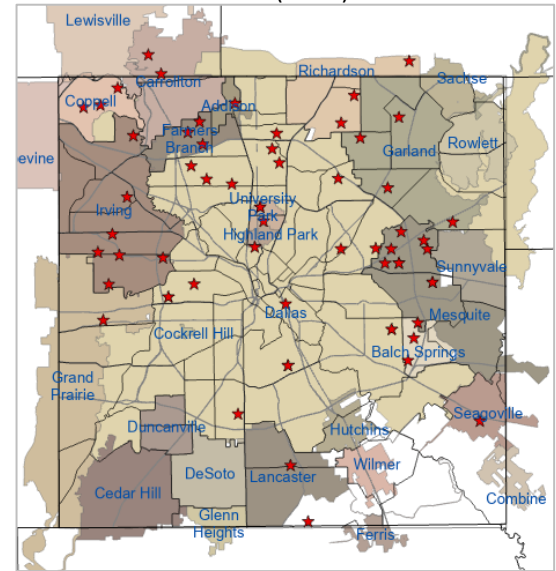 Lewisville
Richardson
Sachse
Carrollton
Coppell
Addison
Farmers
Branch
Garland
Rowlett
evine
University
Park
Irving
Highland Park
Sunnyvale
Dallas
Mesquite
Cockrell Hill
Balch Springs
Grand
Prairie
Seagoville
Duncanville
Hutchins
Wilmer
DeSoto
Lancaster
Cedar Hill
Combine
Glenn
Heights
Ferris